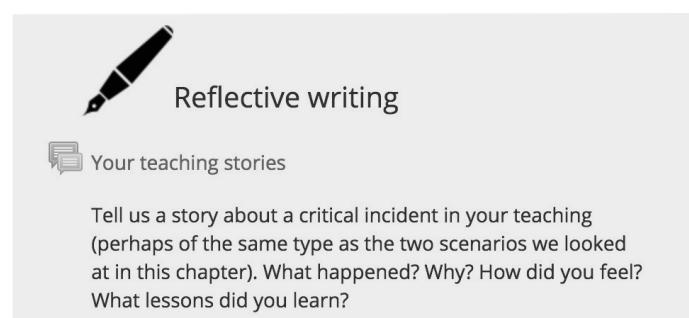 Reflective writing
Your teaching stories
Tell us a story about a critical incident in your teaching
(perhaps of the same type as the two scenarios we looked
at in this chapter). What happened? Why? How did you feel?
What lessons did you learn?